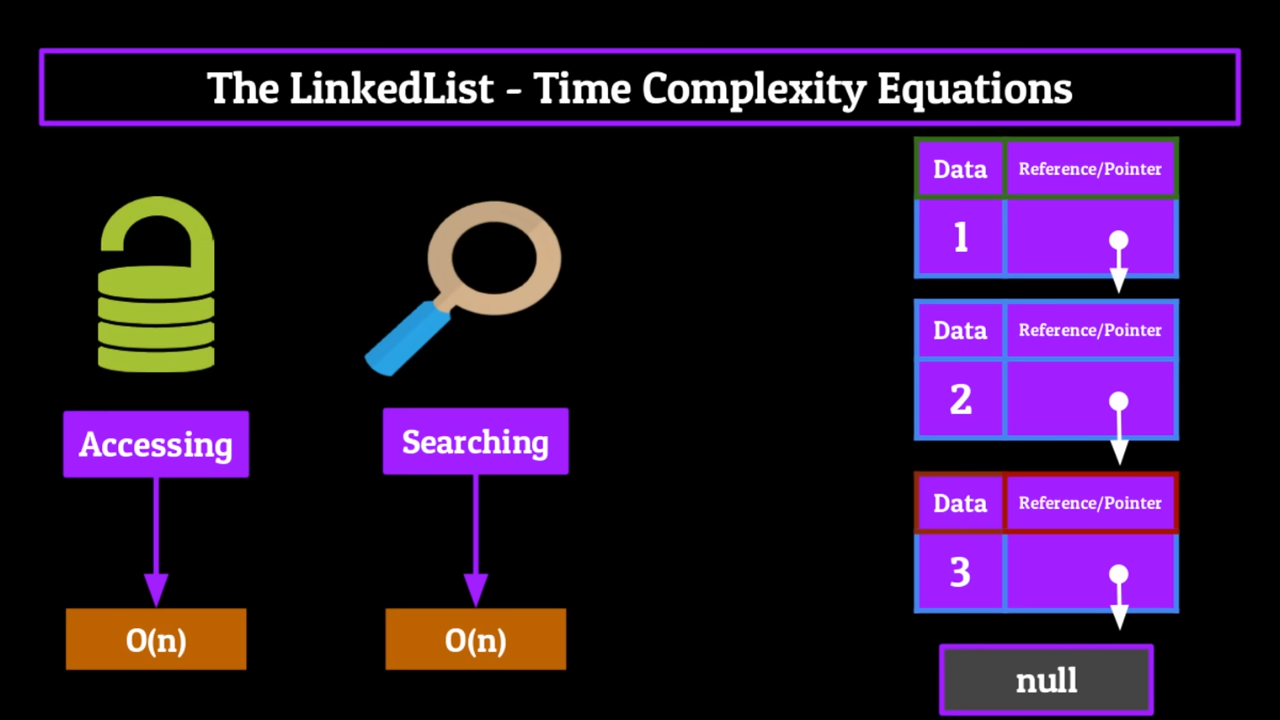 The LinkedList - Time Complexity Equations
Accessing
O(n)
Searching
O(n)
Data Reference/Pointer
1
Data Reference/Pointer
2
Data Reference/Pointer
3
null